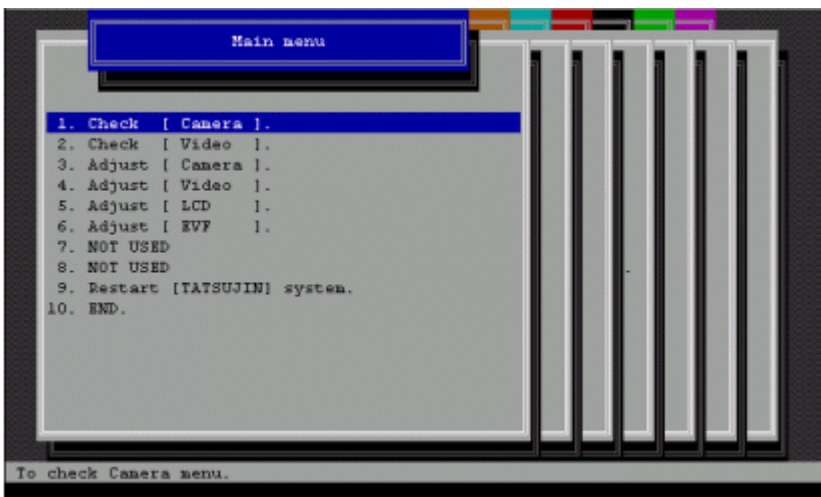 Main menu
1. Check [ Camera ].
2. Check [ Video ].
3. Adjust [ Camera ].
4. Adjust [ Video ].
5. Adjust [ LCD ].
6. Adjust [ EVF ].
7. NOT USED
8. NOT USED
9. Restart [TATSUJIN] system.
10. END.
To check Camera menu.